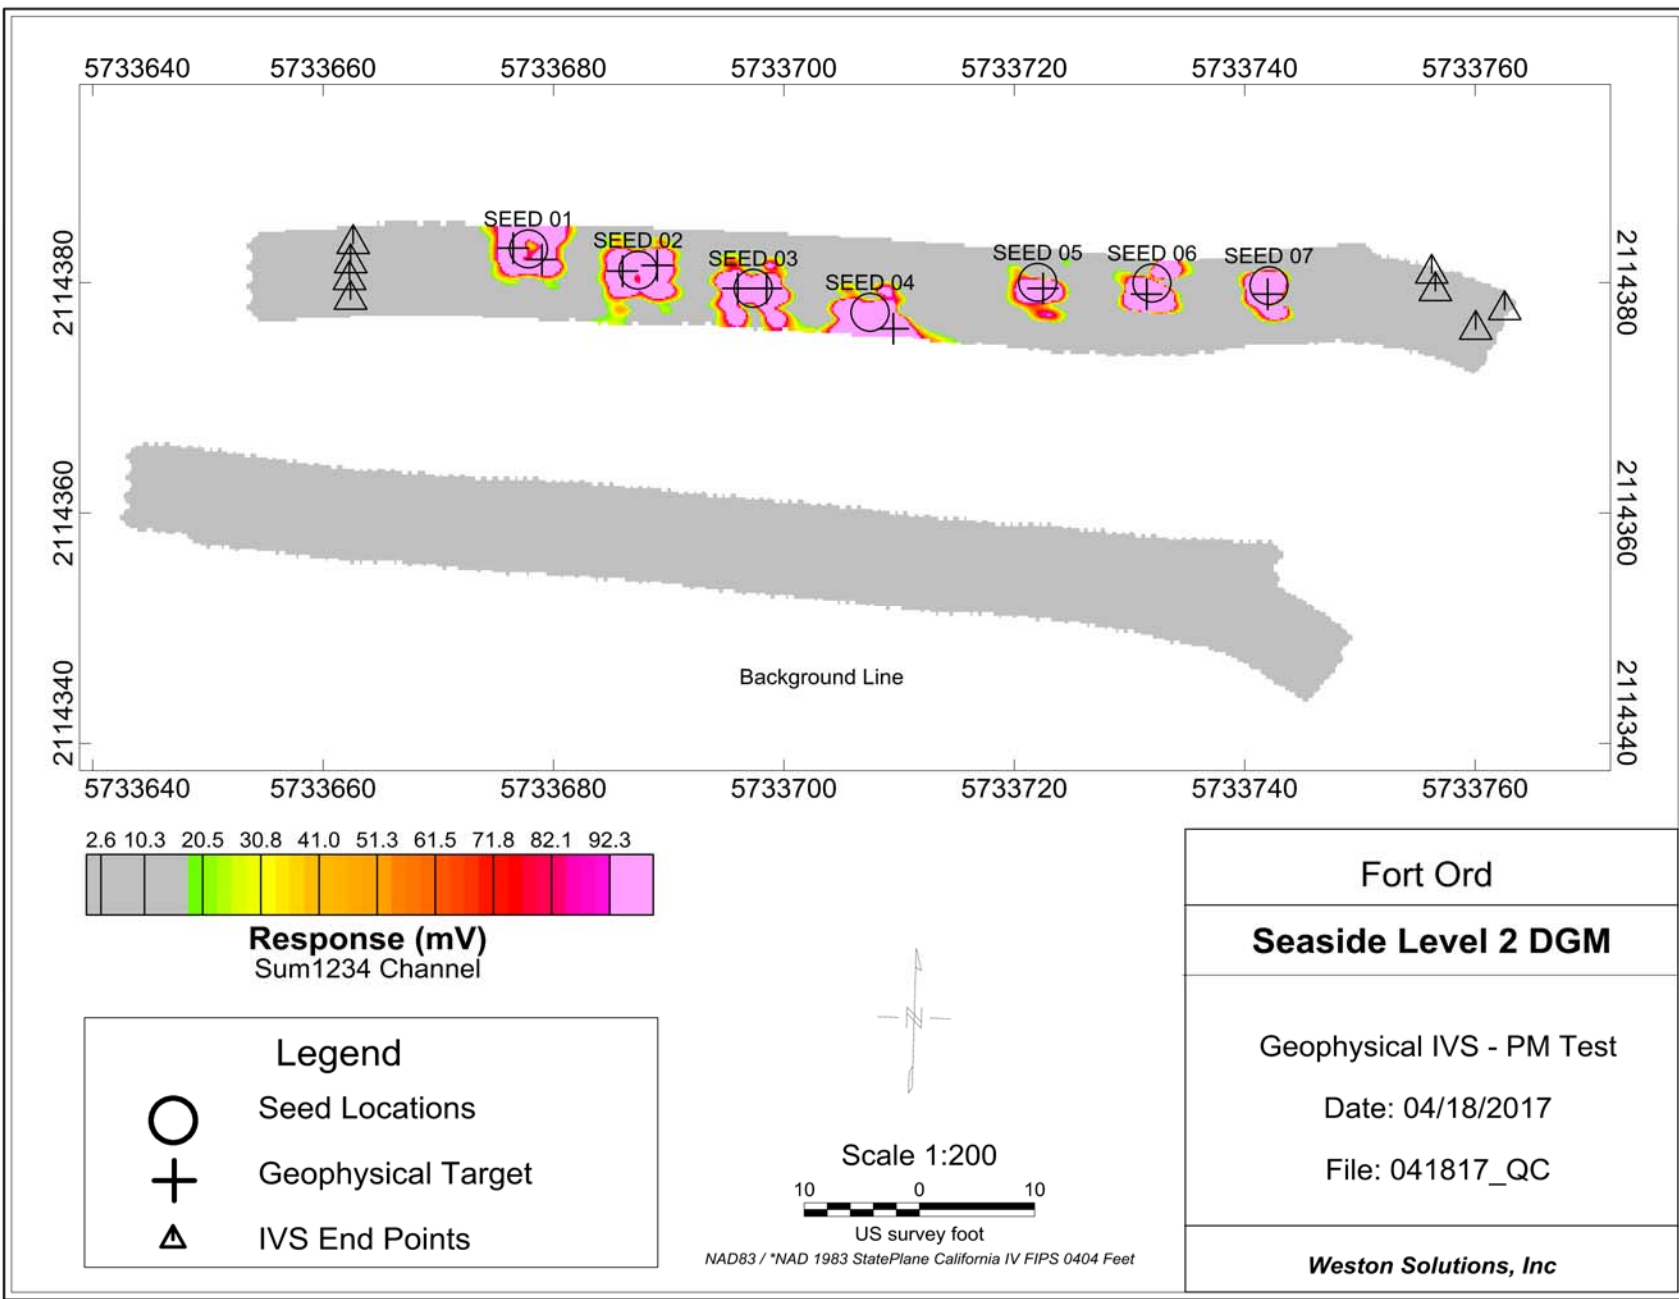 5733640 5733660 5733680 5733700 5733720 5733740 5733760
2114380
2114360
2114340
2114380
2114360
2114340
SEED 01
SEED 02
SEED 03
SEED 04
SEED 05
SEED 06
SEED 07
Background Line
5733640 5733660 5733680 5733700 5733720 5733740 5733760
2.6 10.3 20.5 30.8 41.0 51.3 61.5 71.8 82.1 92.3
Response (mV)
Sum1234 Channel
Legend
Seed Locations
Geophysical Target
IVS End Points
N
Scale 1:200
10 0 10
US survey foot
NAD83 / *NAD 1983 StatePlane California IV FIPS 0404 Feet
Fort Ord
Seaside Level 2 DGM
Geophysical IVS - PM Test
Date: 04/18/2017
File: 041817_QC
Weston Solutions, Inc